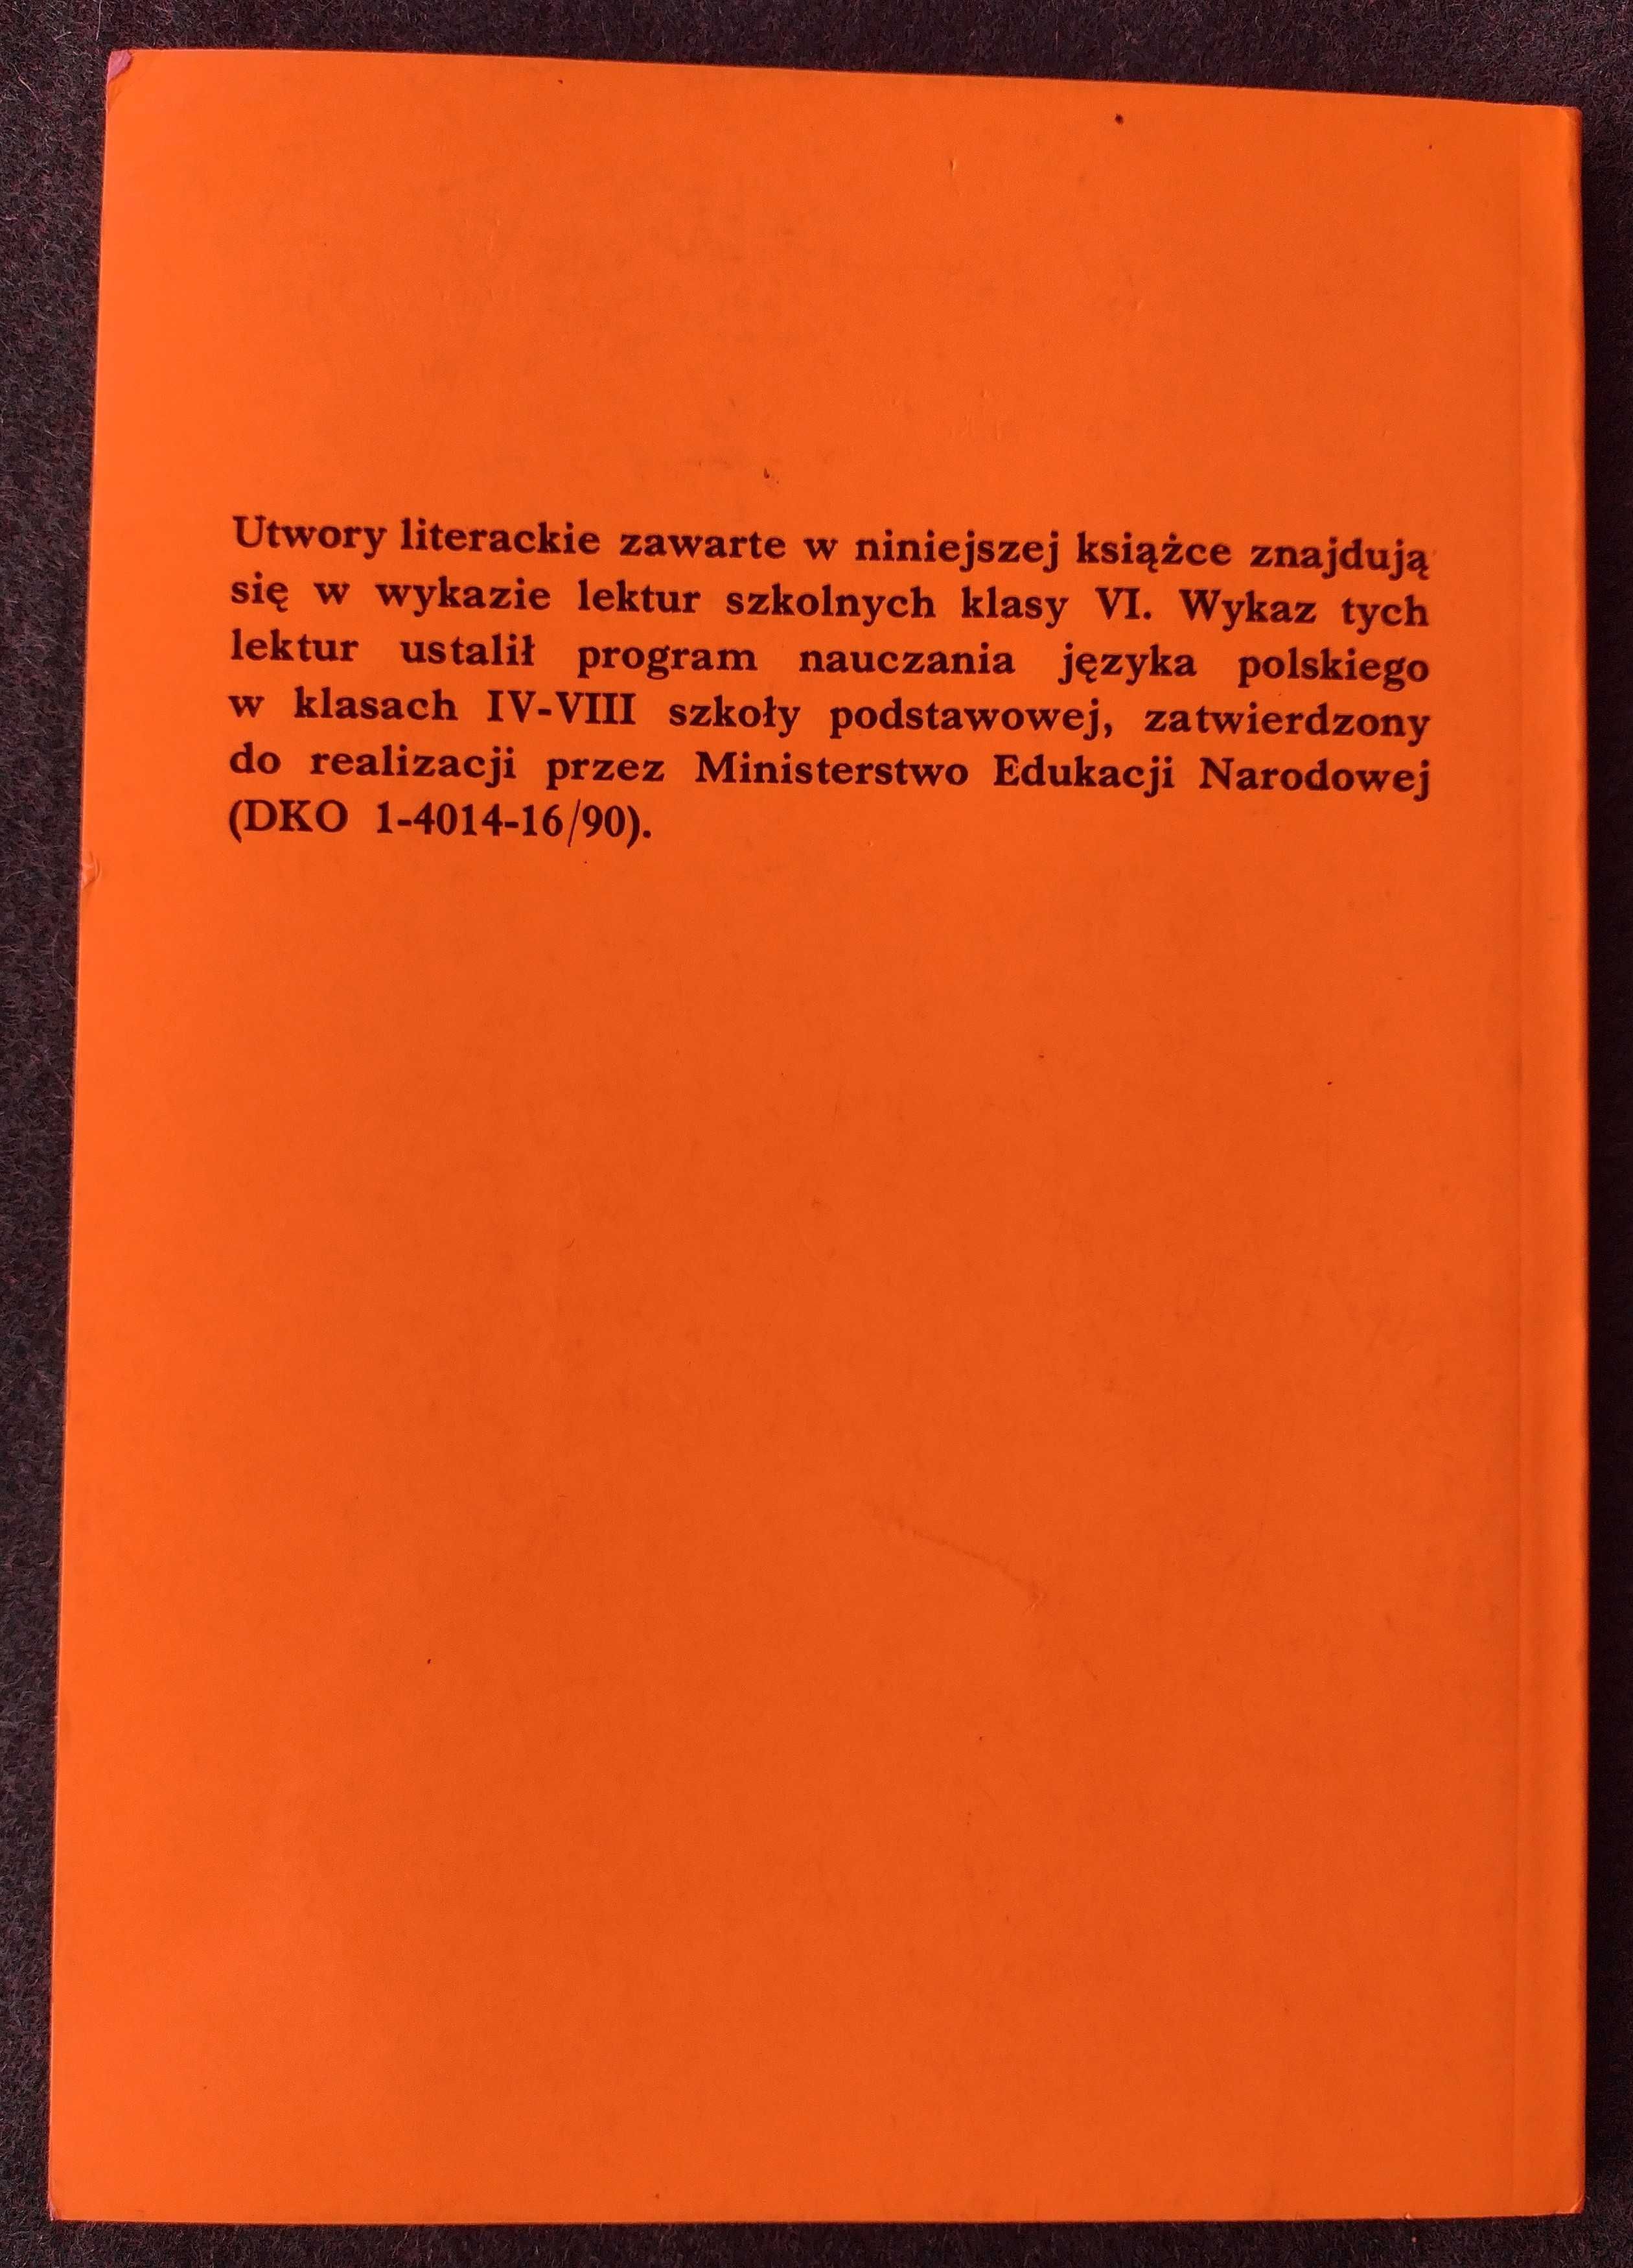 Utwory literackie zawarte w niniejszej książce znajdują
się w wykazie lektur szkolnych klasy VI. Wykaz tych
lektur ustalił program nauczania języka polskiego
w klasach IV-VIII szkoły podstawowej, zatwierdzony
do realizacji przez Ministerstwo Edukacji Narodowej
(DKO 1-4014-16/90).